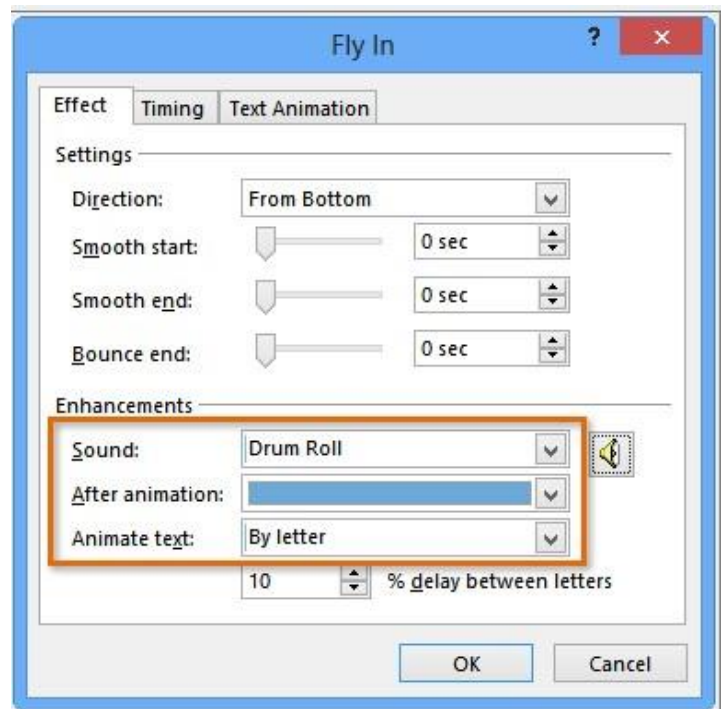 Fly In
?
Effect Timing Text Animation
Settings
Direction: From Bottom
Smooth start: 0 sec
Smooth end: 0 sec
Bounce end: 0 sec
Enhancements
Sound: Drum Roll
After animation:
Animate text: By letter
10 % delay between letters
OK Cancel